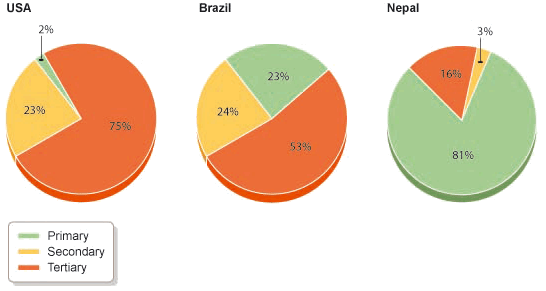 USA
Brazil
Nepal
2%
23%
75%
23%
24%
53%
3%
16%
81%
Primary
Secondary
Tertiary